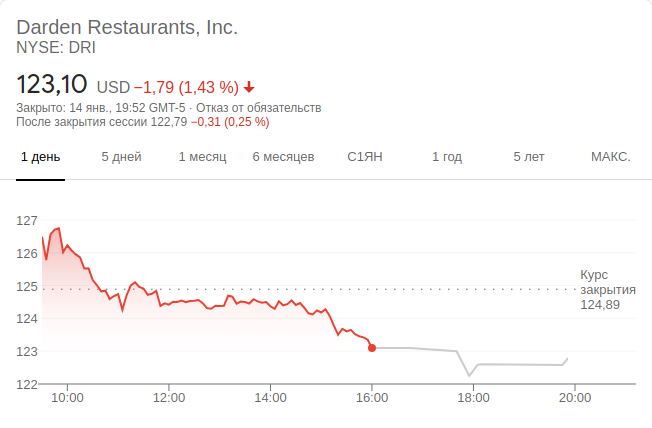 Darden Restaurants, Inc.
NYSE: DRI
123,10 USD −1,79 (1,43 %)
Закрыто: 14 янв., 19:52 GMT-5 · Отказ от обязательств
После закрытия сессии 122,79 −0,31 (0,25 %)
1 день 5 дней 1 месяц 6 месяцев С1ЯН 1 год 5 лет МАКС.
127
126
125
124
123
122
Курс
закрытия
124,89
10:00 12:00 14:00 16:00 18:00 20:00